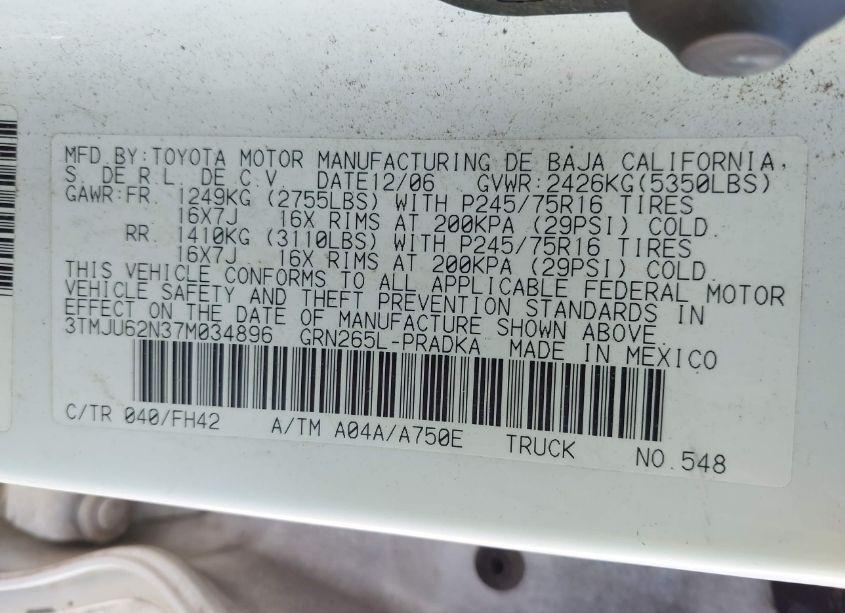 MFD BY:TOYOTA MOTOR MANUFACTURING DE BAJA CALIFORNIA,
S. DE R.L. DE C.V. DATE12/06 GVWR:2426KG(5350LBS)
GAWR:FR. 1249KG (2755LBS) WITH P245/75R16 TIRES
16X7J 16X RIMS AT 200KPA (29PSI) COLD.
RR. 1410KG (3110LBS) WITH P245/75R16 TIRES
16X7J 16X RIMS AT 200KPA (29PSI) COLD.
THIS VEHICLE CONFORMS TO ALL APPLICABLE FEDERAL MOTOR
VEHICLE SAFETY AND THEFT PREVENTION STANDARDS IN
EFFECT ON THE DATE OF MANUFACTURE SHOWN ABOVE.
3TMJU62N37M034896 GRN265L-PRADKA MADE IN MEXICO
C/TR 040/FH42 A/TM A04A/A750E TRUCK NO.548